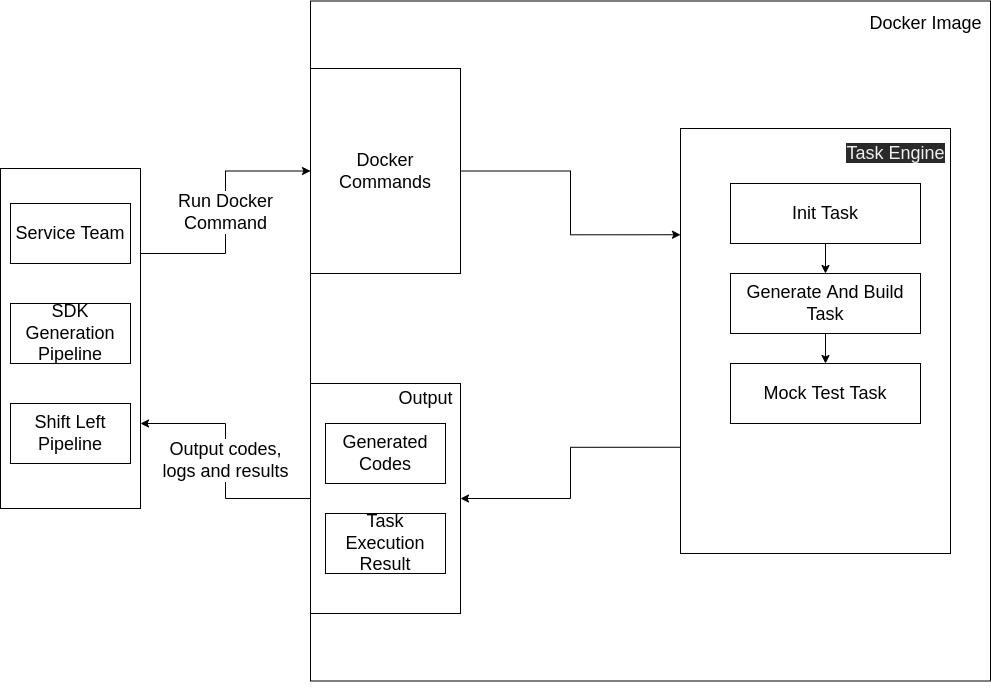 Docker Image
Docker
Commands
Task Engine
Service Team
Run Docker
Command
Init Task
SDK
Generation
Pipeline
Generate And Build
Task
Mock Test Task
Output
Shift Left
Pipeline
Output codes,
logs and results
Generated
Codes
Task
Execution
Result